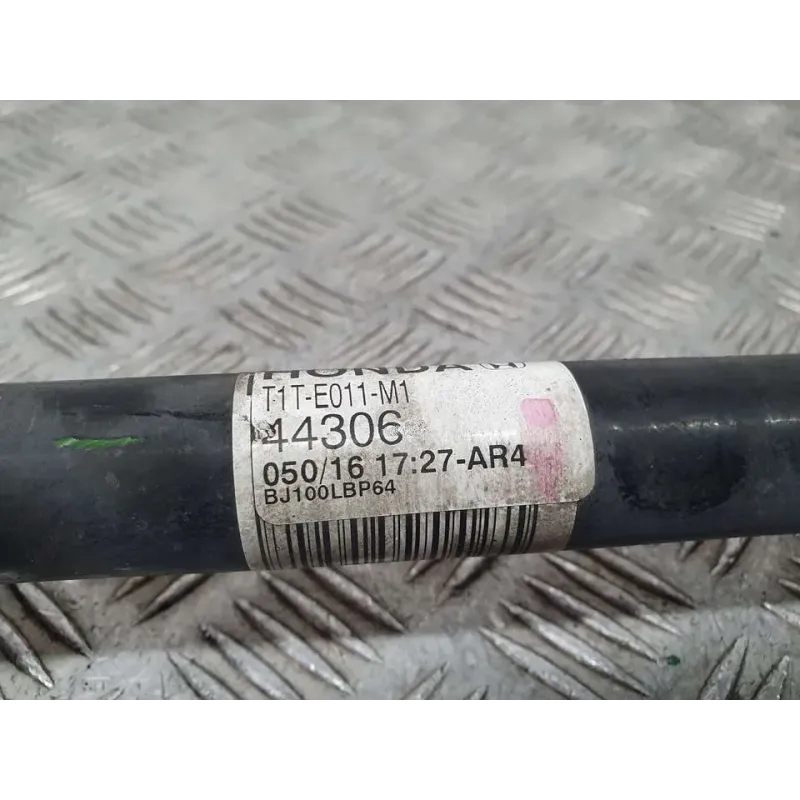 HONDA
T1T-E011-M1
44306
050/16 17:27-AR4
BJ100LBP64